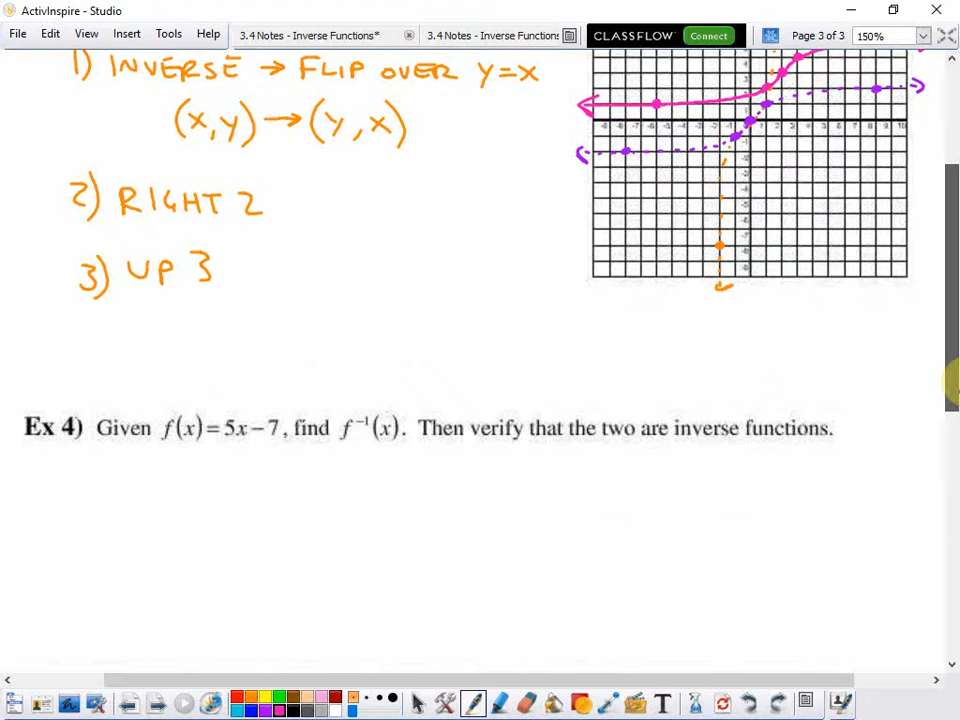 ActivInspire - Studio
File Edit View Insert Tools Help 3.4 Notes - Inverse Functions* 3.4 Notes - Inverse Functions CLASSFLOW Connect Page 3 of 3 150%
1) INVERSE → FLIP OVER Y=X
(X,Y) → (Y,X)
2) RIGHT 2
3) UP 3
Ex 4) Given f(x)=5x−7, find f⁻¹(x). Then verify that the two are inverse functions.